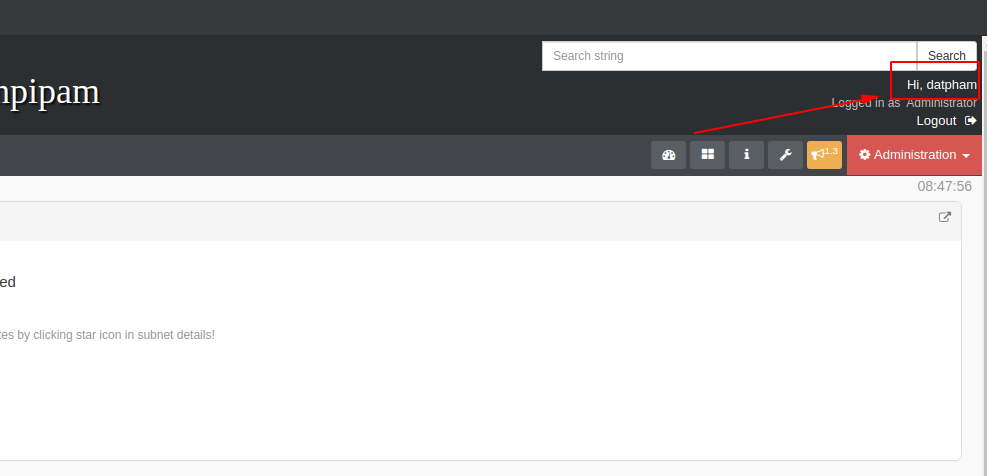 Search string
Search
npipam
Hi, datpham
Logged in as Administrator
Logout
1.3
Administration
08:47:56
ed
tes by clicking star icon in subnet details!